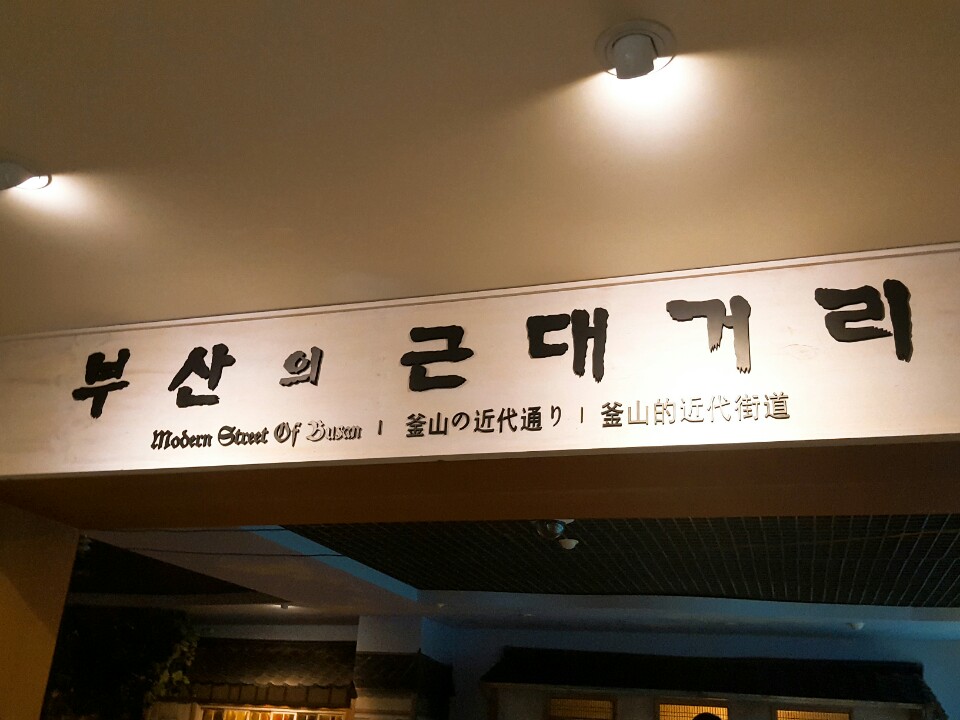 부산의 근대거리
Modern Street Of Busan | 釜山の近代通り | 釜山的近代街道